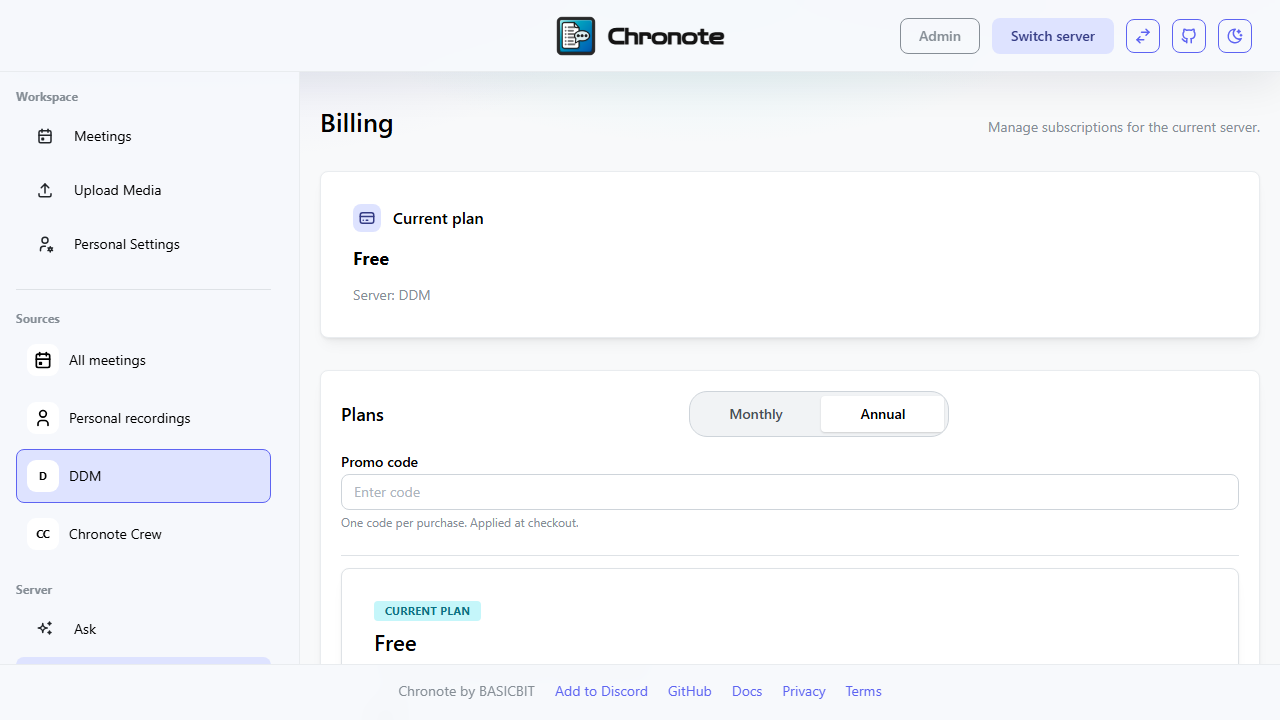 Chronote
Admin
Switch server
Workspace
Meetings
Upload Media
Personal Settings
Sources
All meetings
Personal recordings
D
DDM
CC
Chronote Crew
Server
Ask
Billing
Manage subscriptions for the current server.
Current plan
Free
Server: DDM
Plans
Monthly
Annual
Promo code
Enter code
One code per purchase. Applied at checkout.
CURRENT PLAN
Free
Chronote by BASICBIT
Add to Discord
GitHub
Docs
Privacy
Terms